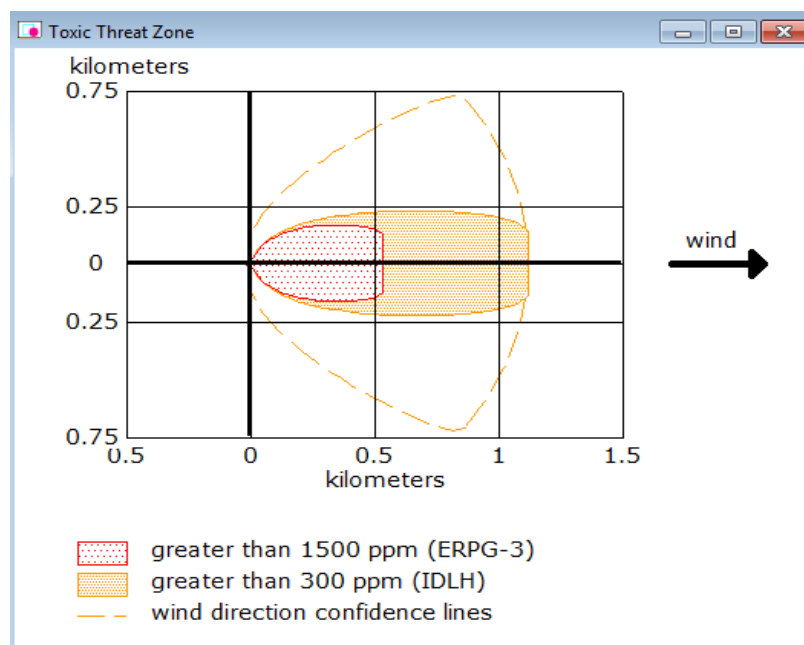 Toxic Threat Zone
kilometers
0.75
0.25
0
wind
0.25
0.75
0.5 0 0.5 1 1.5
kilometers
greater than 1500 ppm (ERPG-3)
greater than 300 ppm (IDLH)
wind direction confidence lines